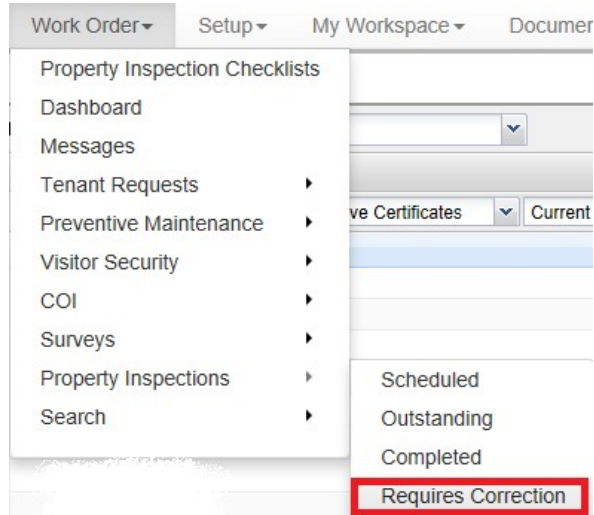 Work Order Setup My Workspace Documen
Property Inspection Checklists
Dashboard
Messages
Tenant Requests
Preventive Maintenance
ve Certificates Current
Visitor Security
COI
Surveys
Property Inspections
Scheduled
Search
Outstanding
Completed
Requires Correction